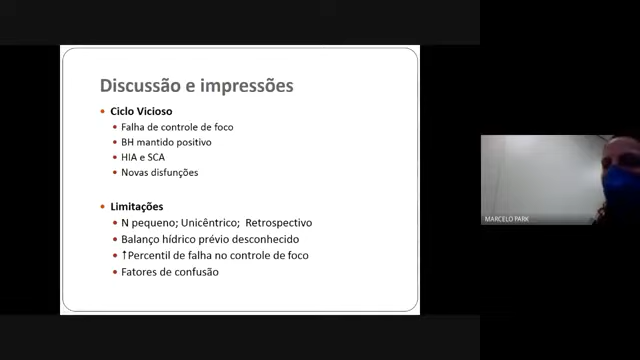 Discussão e impressões
Ciclo Vicioso
Falha de controle de foco
BH mantido positivo
HIA e SCA
Novas disfunções
Limitações
N pequeno; Unicêntrico; Retrospectivo
Balanço hídrico prévio desconhecido
↑Percentil de falha no controle de foco
Fatores de confusão
MARCELO PARK